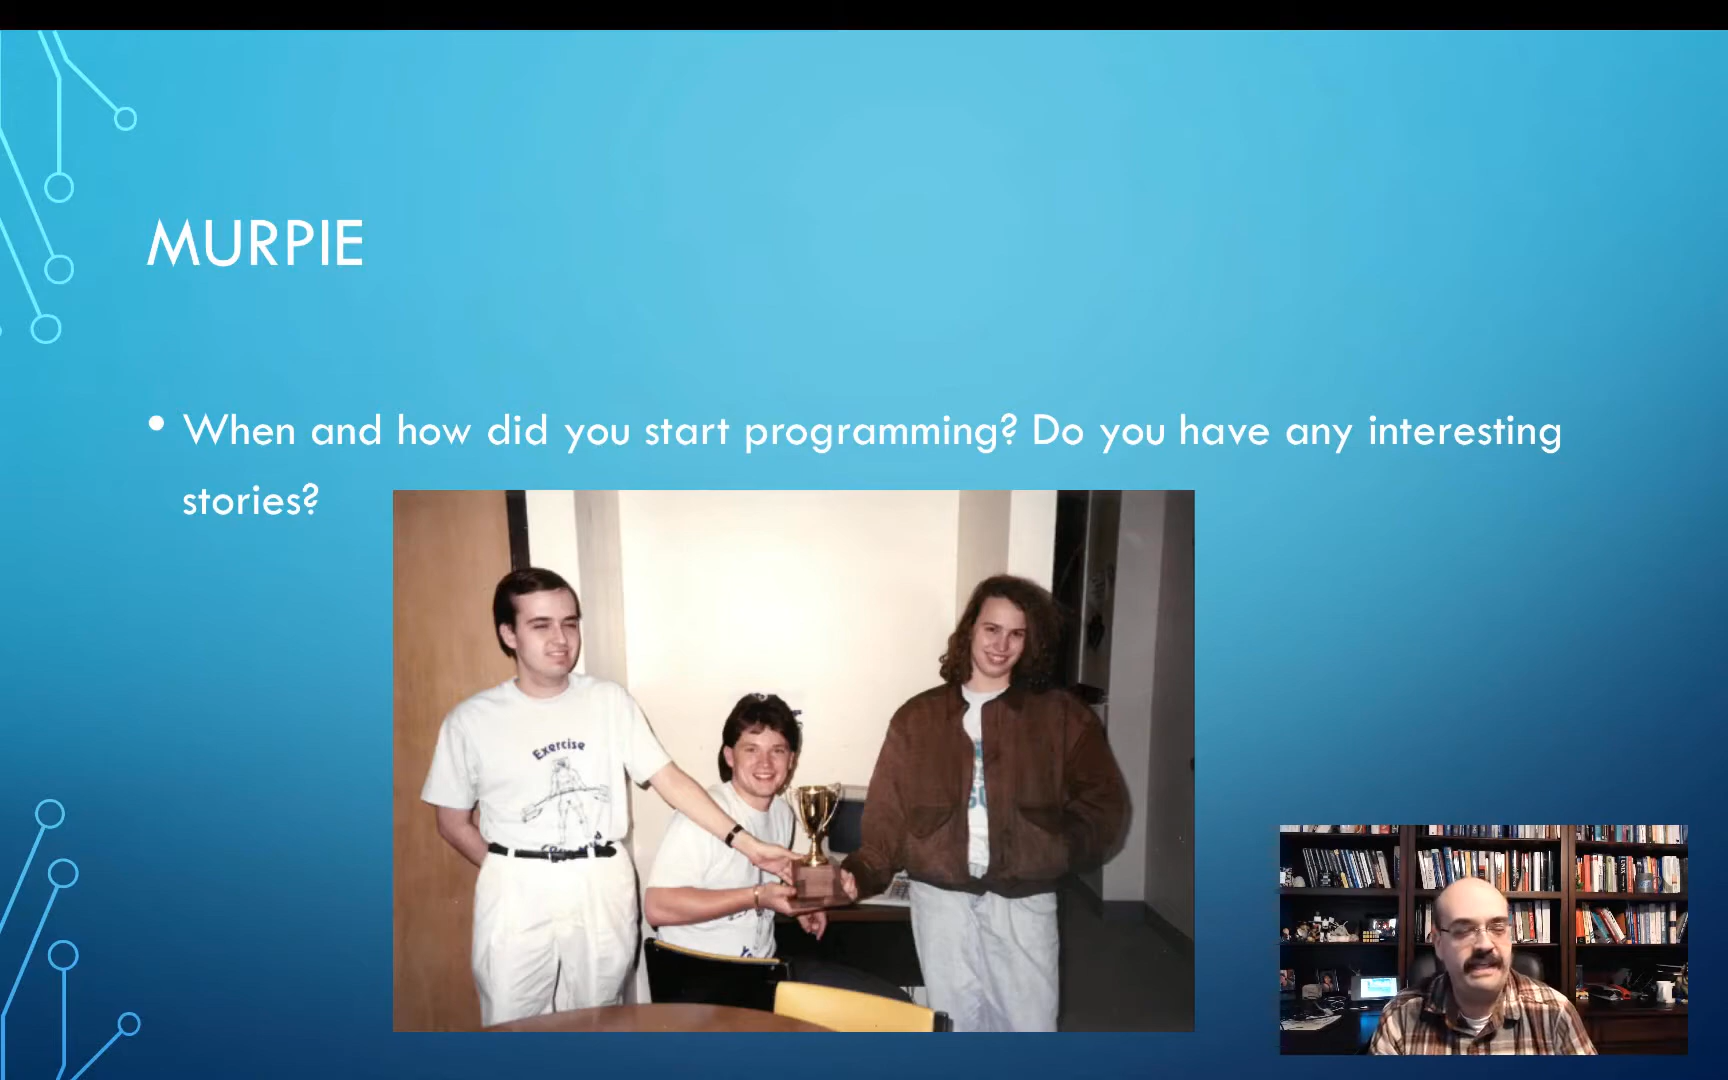 MURPIE
• When and how did you start programming? Do you have any interesting
stories?
Exercise